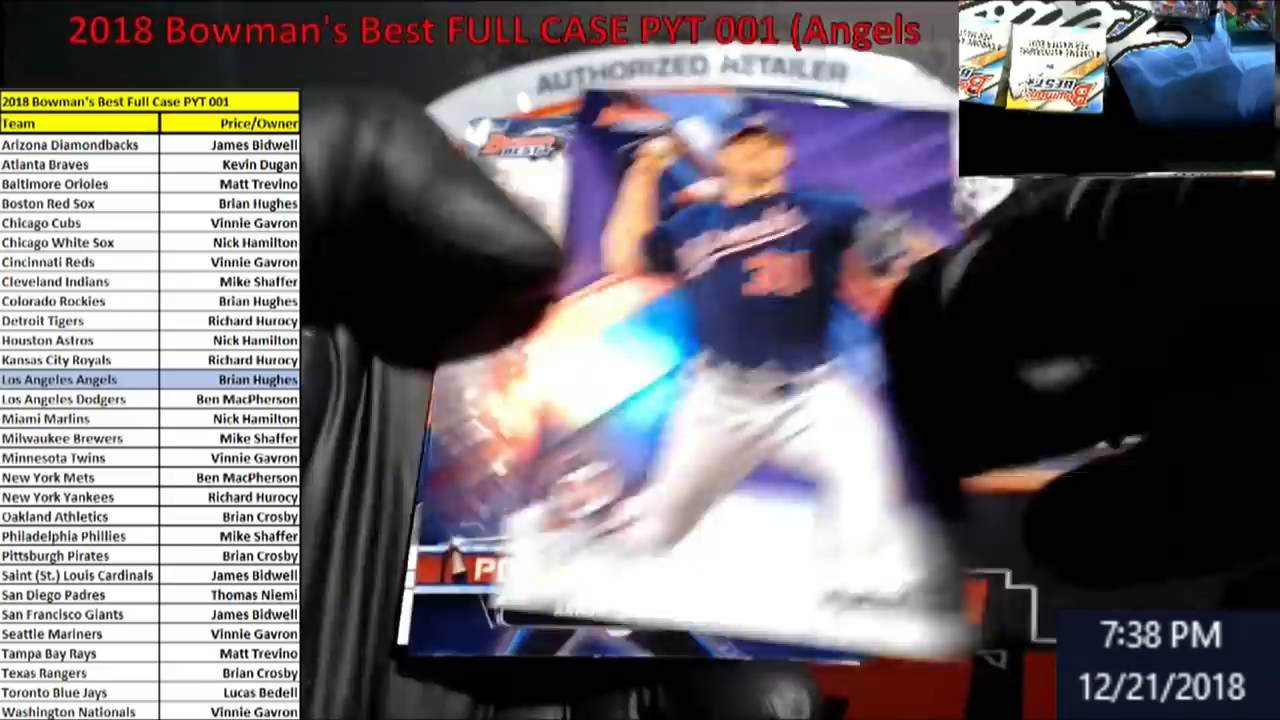 2018 Bowman's Best FULL CASE PYT 001 (Angels
AUTHORIZED RETAILER
2018 Bowman's Best Full Case PYT 001
Team Price/Owner
Arizona Diamondbacks James Bidwell
Atlanta Braves Kevin Dugan
Baltimore Orioles Matt Trevino
Boston Red Sox Brian Hughes
Chicago Cubs Vinnie Gavron
Chicago White Sox Nick Hamilton
Cincinnati Reds Vinnie Gavron
Cleveland Indians Mike Shaffer
Colorado Rockies Brian Hughes
Detroit Tigers Richard Hurocy
Houston Astros Nick Hamilton
Kansas City Royals Richard Hurocy
Los Angeles Angels Brian Hughes
Los Angeles Dodgers Ben MacPherson
Miami Marlins Nick Hamilton
Milwaukee Brewers Mike Shaffer
Minnesota Twins Vinnie Gavron
New York Mets Ben MacPherson
New York Yankees Richard Hurocy
Oakland Athletics Brian Crosby
Philadelphia Phillies Mike Shaffer
Pittsburgh Pirates Brian Crosby
Saint (St.) Louis Cardinals James Bidwell
San Diego Padres Thomas Niemi
San Francisco Giants James Bidwell
Seattle Mariners Vinnie Gavron
Tampa Bay Rays Matt Trevino
Texas Rangers Brian Crosby
Toronto Blue Jays Lucas Bedell
Washington Nationals Vinnie Gavron
7:38 PM
12/21/2018